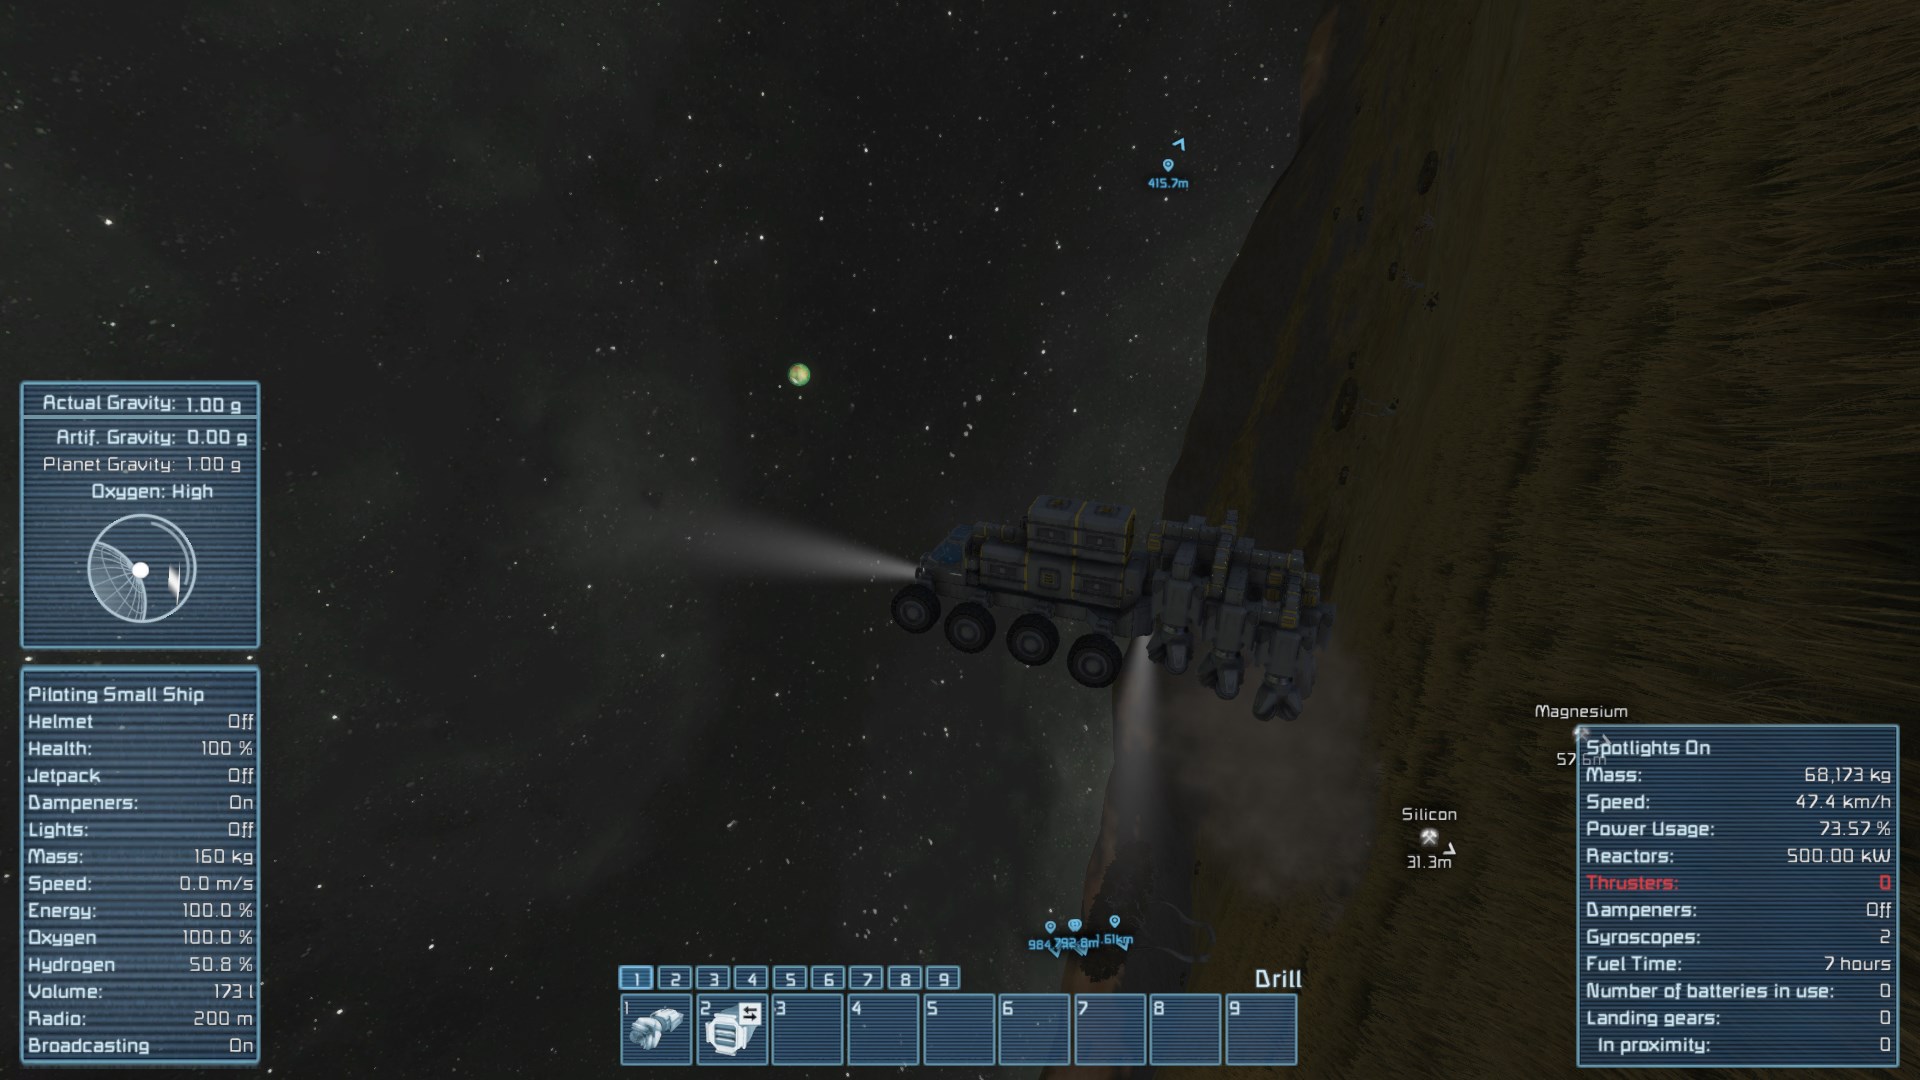 415.7m
Actual Gravity: 1.00 g
Artif. Gravity: 0.00 g
Planet Gravity: 1.00 g
Oxygen: High
Piloting Small Ship
Helmet Off
Health: 100 %
Jetpack Off
Dampeners: On
Lights: Off
Mass: 160 kg
Speed: 0.0 m/s
Energy: 100.0 %
Oxygen 100.0 %
Hydrogen 50.8 %
Volume: 173 l
Radio: 200 m
Broadcasting On
Magnesium
57.6m
Silicon
31.3m
Spotlights On
Mass: 68,173 kg
Speed: 47.4 km/h
Power Usage: 73.57 %
Reactors: 500.00 kW
Thrusters: 0
Dampeners: Off
Gyroscopes: 2
Fuel Time: 7 hours
Number of batteries in use: 0
Landing gears: 0
In proximity: 0
1.61km
Drill
1 2 3 4 5 6 7 8 9
1 2 3 4 5 6 7 8 9